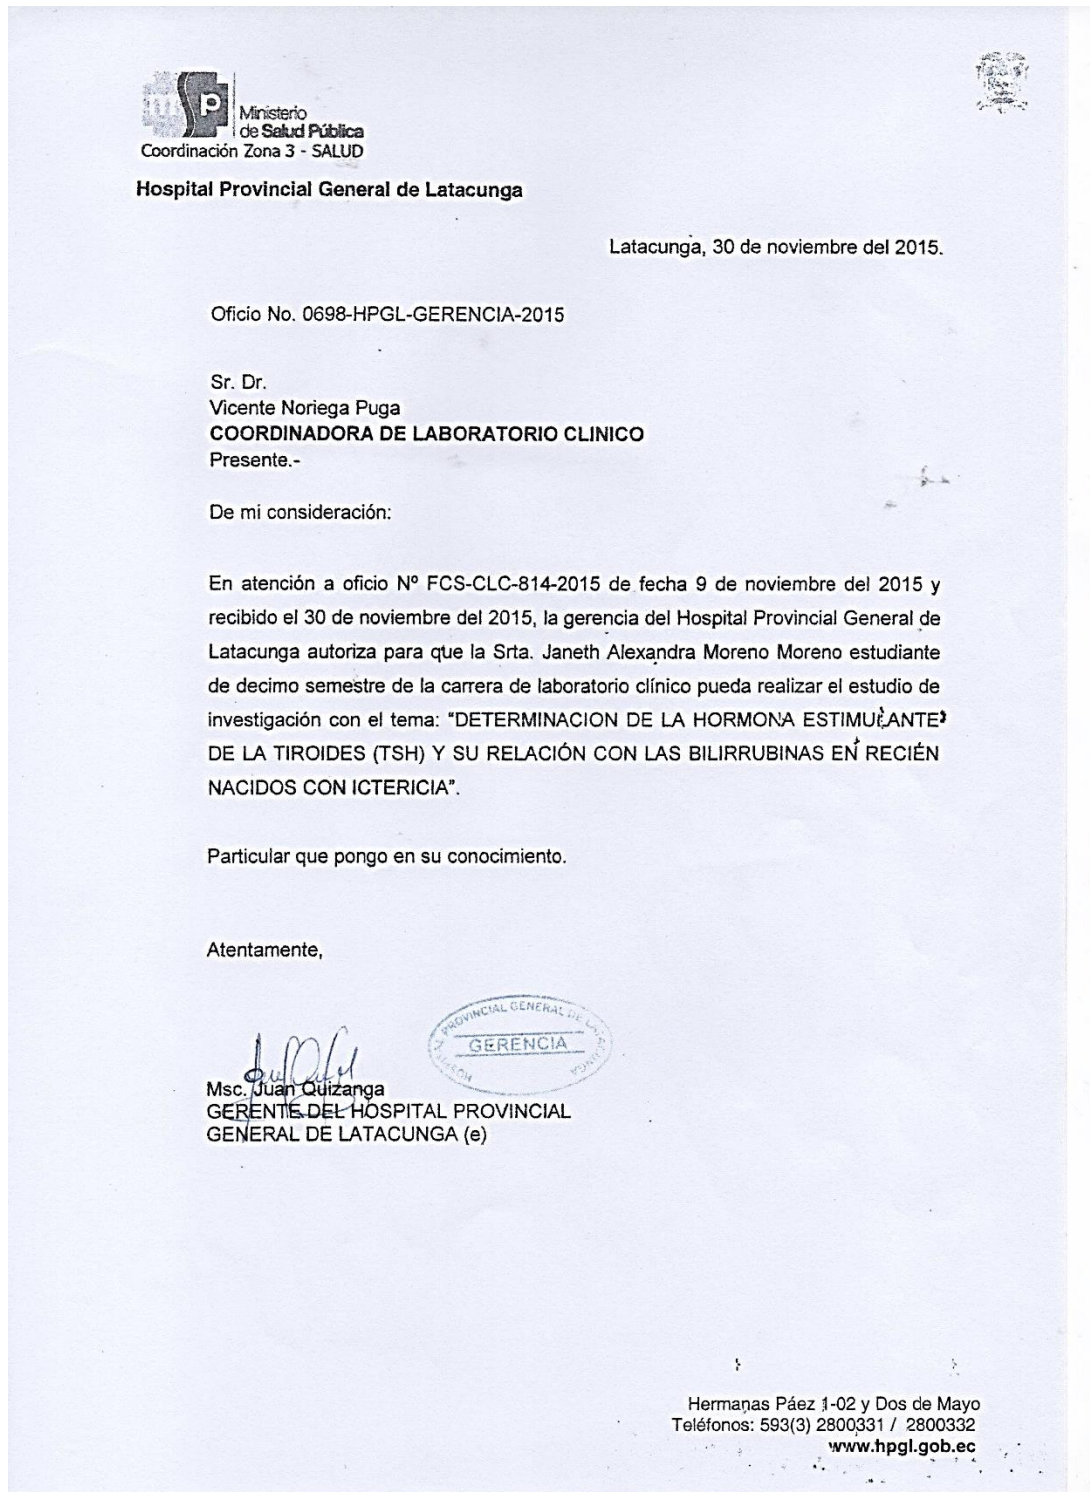 msp
Ministerio
de Salud Pública
Coordinación Zona 3 - SALUD
Hospital Provincial General de Latacunga
Latacunga, 30 de noviembre del 2015.
Oficio No. 0698-HPGL-GERENCIA-2015
Sr. Dr.
Vicente Noriega Puga
COORDINADORA DE LABORATORIO CLINICO
Presente.-
De mi consideración:
En atención a oficio Nº FCS-CLC-814-2015 de fecha 9 de noviembre del 2015 y
recibido el 30 de noviembre del 2015, la gerencia del Hospital Provincial General de
Latacunga autoriza para que la Srta. Janeth Alexandra Moreno Moreno estudiante
de decimo semestre de la carrera de laboratorio clínico pueda realizar el estudio de
investigación con el tema: "DETERMINACION DE LA HORMONA ESTIMULANTE
DE LA TIROIDES (TSH) Y SU RELACIÓN CON LAS BILIRRUBINAS EN RECIÉN
NACIDOS CON ICTERICIA".
Particular que pongo en su conocimiento.
Atentamente,
HOSPITAL PROVINCIAL GENERAL DE LATACUNGA
GERENCIA
Msc. Juan Quizanga
GERENTE DEL HOSPITAL PROVINCIAL
GENERAL DE LATACUNGA (e)
Hermanas Páez 1-02 y Dos de Mayo
Teléfonos: 593(3) 2800331 / 2800332
www.hpgl.gob.ec